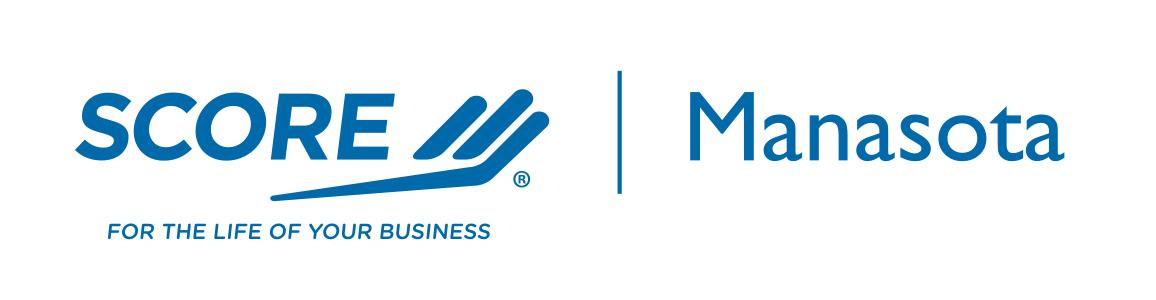 SCORE ®
FOR THE LIFE OF YOUR BUSINESS
Manasota